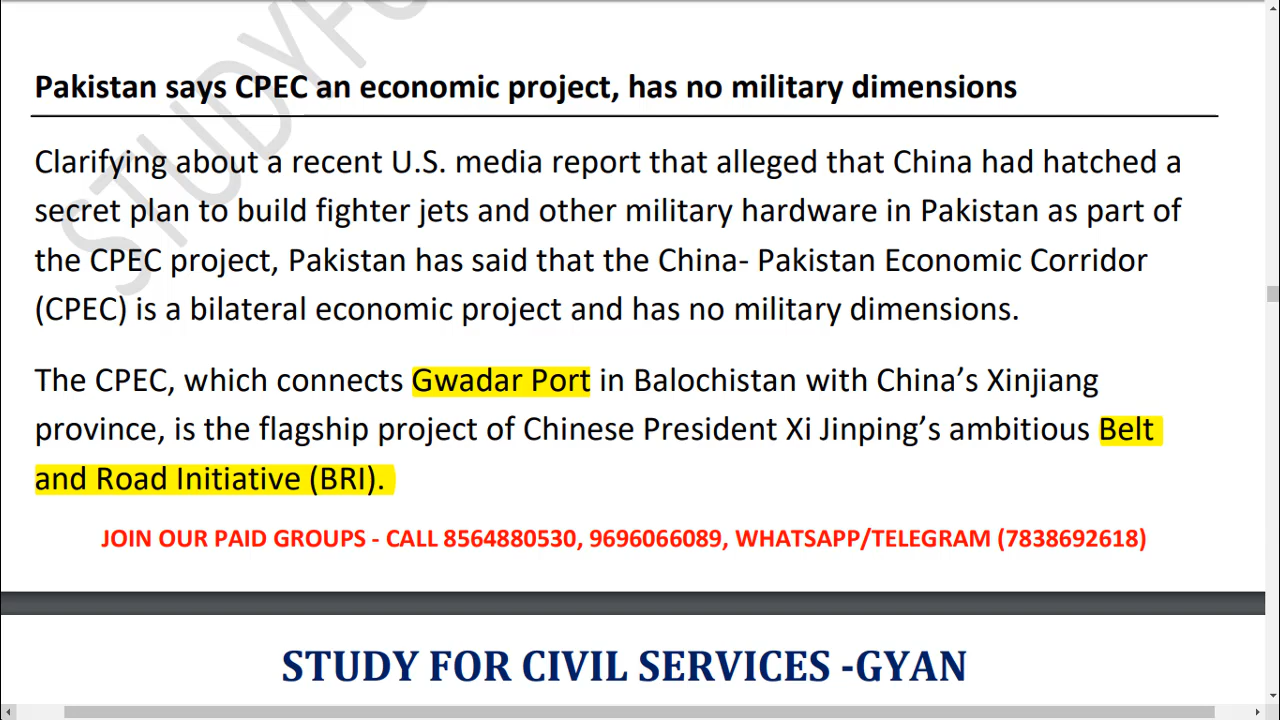 Pakistan says CPEC an economic project, has no military dimensions
Clarifying about a recent U.S. media report that alleged that China had hatched a
secret plan to build fighter jets and other military hardware in Pakistan as part of
the CPEC project, Pakistan has said that the China- Pakistan Economic Corridor
(CPEC) is a bilateral economic project and has no military dimensions.
The CPEC, which connects Gwadar Port in Balochistan with China’s Xinjiang
province, is the flagship project of Chinese President Xi Jinping’s ambitious Belt
and Road Initiative (BRI).
JOIN OUR PAID GROUPS - CALL 8564880530, 9696066089, WHATSAPP/TELEGRAM (7838692618)
STUDY FOR CIVIL SERVICES -GYAN
STUDYFO